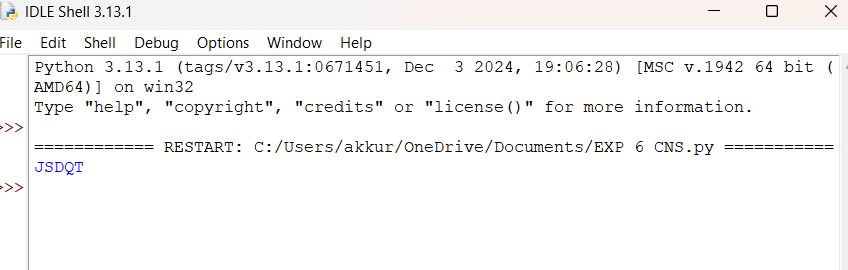 IDLE Shell 3.13.1
File Edit Shell Debug Options Window Help
Python 3.13.1 (tags/v3.13.1:0671451, Dec  3 2024, 19:06:28) [MSC v.1942 64 bit (
AMD64)] on win32
Type "help", "copyright", "credits" or "license()" for more information.
>>>
============ RESTART: C:/Users/akkur/OneDrive/Documents/EXP 6 CNS.py ===========
JSDQT
>>>